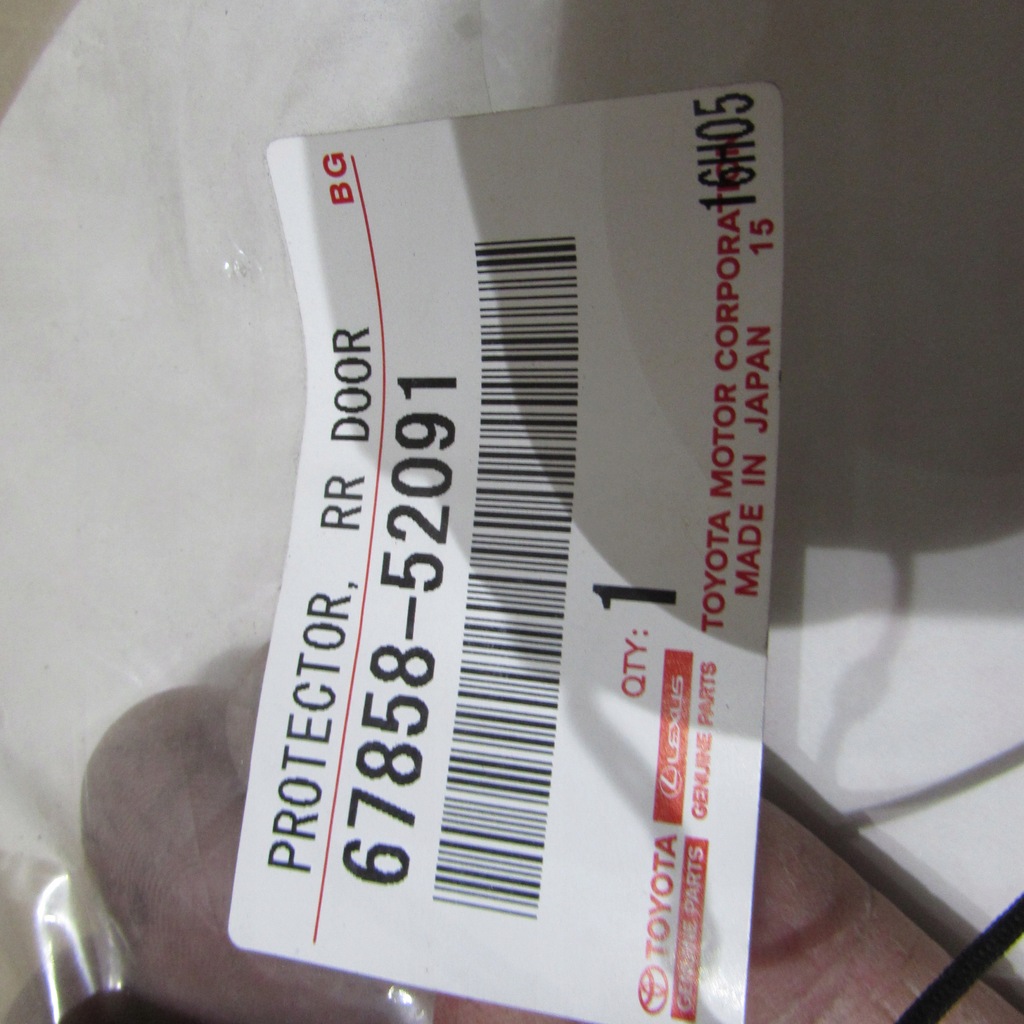 PROTECTOR, RR DOOR BG
67858-52091
QTY: 1
TOYOTA
GENUINE PARTS
LEXUS
GENUINE PARTS
TOYOTA MOTOR CORPORATION
MADE IN JAPAN 15
16H05